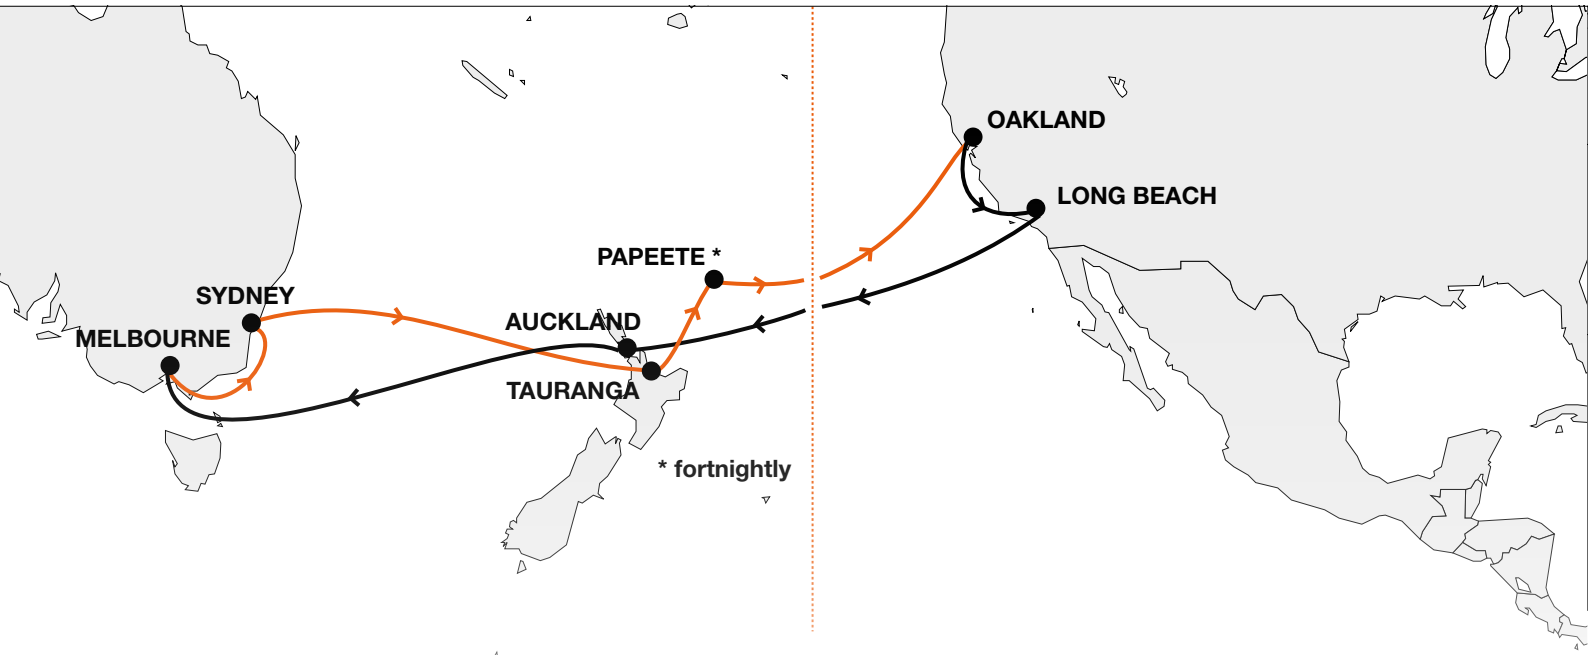 OAKLAND
LONG BEACH
PAPEETE *
SYDNEY
AUCKLAND
MELBOURNE
TAURANGA
* fortnightly